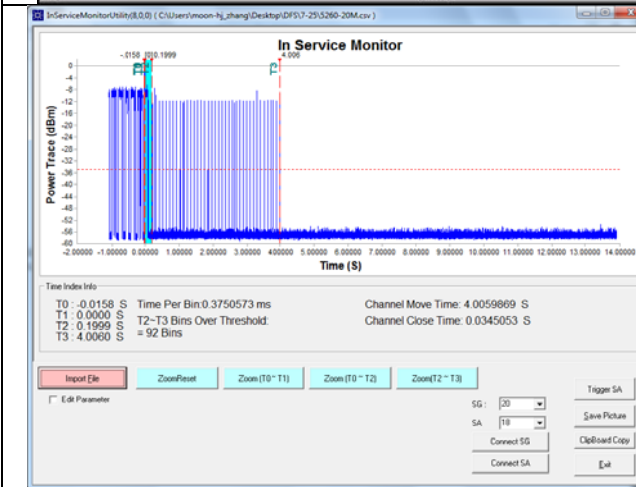 InServiceMonitorUtility(8,0,0) ( C:\Users\moon-hj_zhang\Desktop\DFS\7-25\5260-20M.csv )
In Service Monitor
-.0158
0.1999
4.006
T3
Power Trace (dBm)
0
-4
-8
-12
-16
-20
-24
-28
-32
-36
-40
-44
-48
-52
-56
-60
-2.00000 -1.00000 0.00000 1.00000 2.00000 3.00000 4.00000 5.00000 6.00000 7.00000 8.00000 9.00000 10.00000 11.00000 12.00000 13.00000 14.00000
Time (S)
Time Index Info
T0 : -0.0158 S Time Per Bin:0.3750573 ms Channel Move Time: 4.0059869 S
T1 : 0.0000 S T2~T3 Bins Over Threshold: Channel Close Time: 0.0345053 S
T2 : 0.1999 S = 92 Bins
T3 : 4.0060 S
Import File ZoomReset Zoom (T0 ~ T1) Zoom (T0 ~ T2) Zoom(T2 ~ T3)
Edit Parameter
SG : 20
SA 18
Connect SG
Connect SA
Trigger SA
Save Picture
ClipBoard Copy
Exit